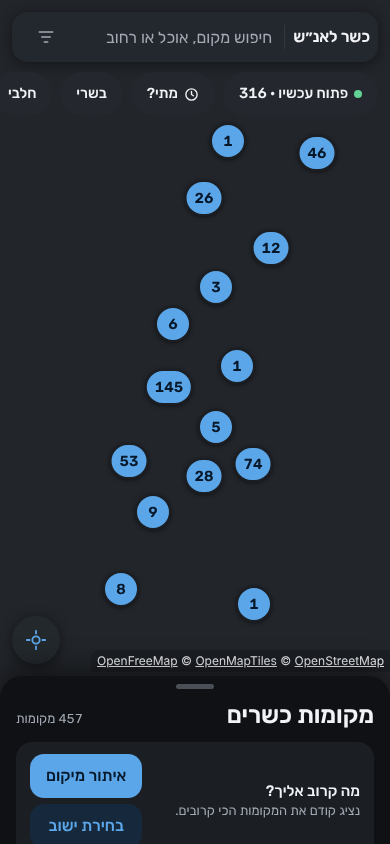 כשר לאנ״ש
חיפוש מקום, אוכל או רחוב
פתוח עכשיו • 316
מתי?
בשרי
חלבי
1
46
26
12
3
6
1
145
5
53
74
28
9
8
1
OpenFreeMap © OpenMapTiles © OpenStreetMap
מקומות כשרים
457 מקומות
מה קרוב אליך?
נציג קודם את המקומות הכי קרובים.
איתור מיקום
בחירת ישוב